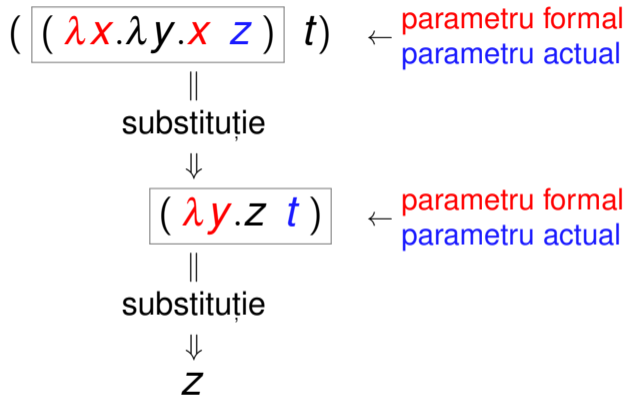 ( ( λx.λy.x z ) t) ← parametru formal
parametru actual
||
substituție
⇓
( λy.z t ) ← parametru formal
parametru actual
||
substituție
⇓
z